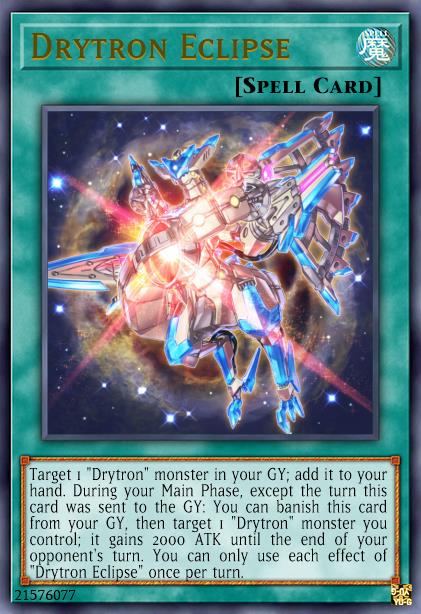 DRYTRON ECLIPSE
SPELL
魔
[SPELL CARD]
Target 1 "Drytron" monster in your GY; add it to your
hand. During your Main Phase, except the turn this
card was sent to the GY: You can banish this card
from your GY, then target 1 "Drytron" monster you
control; it gains 2000 ATK until the end of your
opponent's turn. You can only use each effect of
"Drytron Eclipse" once per turn.
21576077